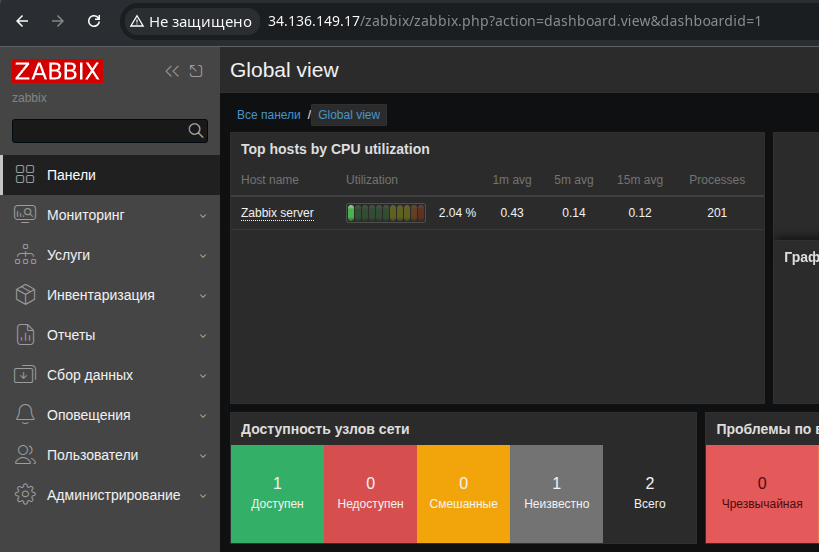 Не защищено 34.136.149.17/zabbix/zabbix.php?action=dashboard.view&dashboardid=1
ZABBIX
zabbix
Панели
Мониторинг
Услуги
Инвентаризация
Отчеты
Сбор данных
Оповещения
Пользователи
Администрирование
Global view
Все панели / Global view
Top hosts by CPU utilization
Host name Utilization 1m avg 5m avg 15m avg Processes
Zabbix server 2.04 % 0.43 0.14 0.12 201
Граф
Доступность узлов сети
1 0 0 1 2
Доступен Недоступен Смешанные Неизвестно Всего
Проблемы по в
0
Чрезвычайная